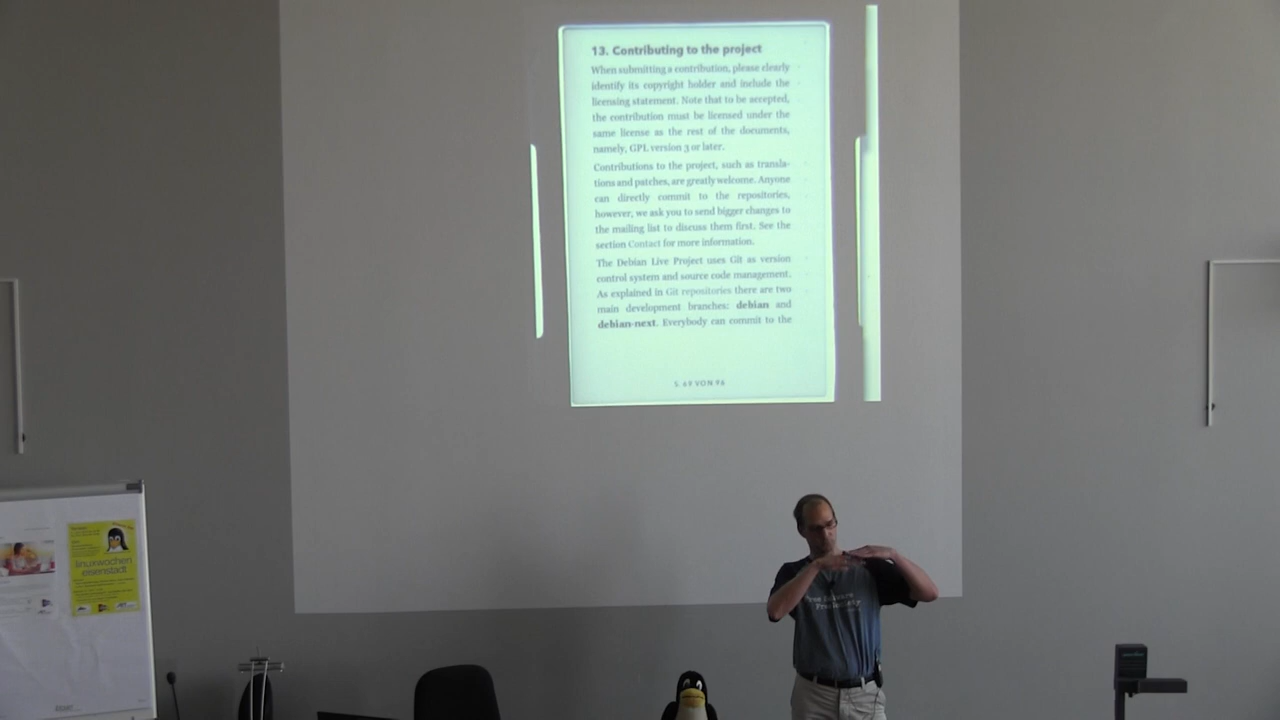 13. Contributing to the project
When submitting a contribution, please clearly
identify its copyright holder and include the
licensing statement. Note that to be accepted,
the contribution must be licensed under the
same license as the rest of the documents,
namely, GPL version 3 or later.
Contributions to the project, such as transla-
tions and patches, are greatly welcome. Anyone
can directly commit to the repositories,
however, we ask you to send bigger changes to
the mailing list to discuss them first. See the
section Contact for more information.
The Debian Live Project uses Git as version
control system and source code management.
As explained in Git repositories there are two
main development branches: debian and
debian-next. Everybody can commit to the
S. 69 VON 96
linuxwochen
eisenstadt